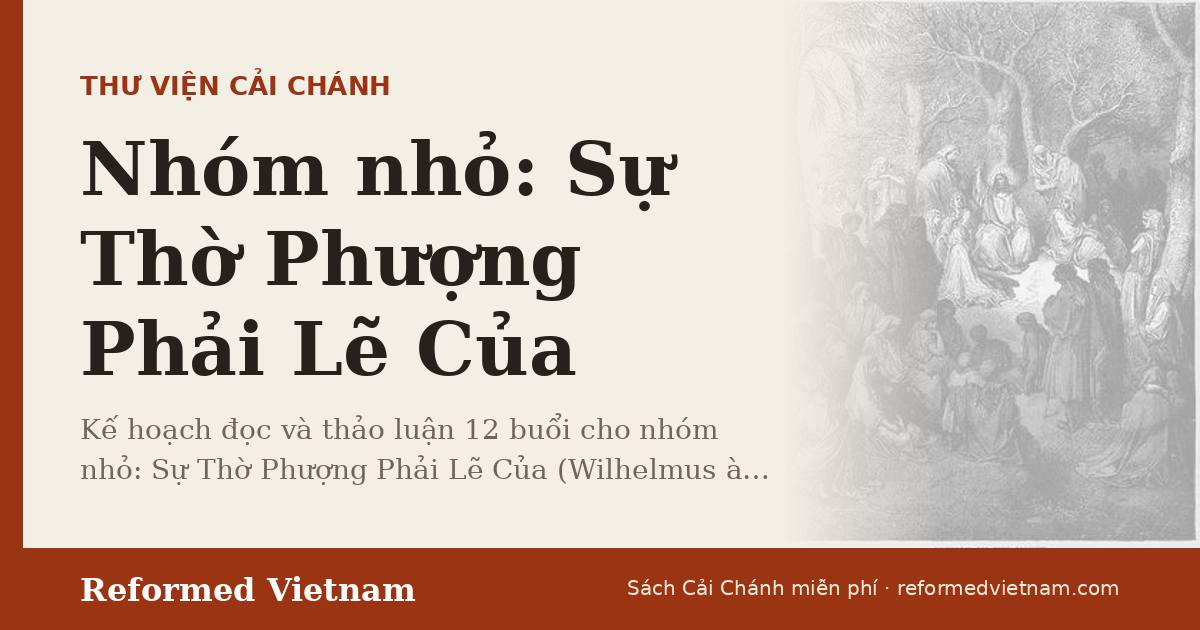 THƯ VIỆN CẢI CHÁNH
Nhóm nhỏ: Sự
Thờ Phượng
Phải Lẽ Của
Kế hoạch đọc và thảo luận 12 buổi cho nhóm
nhỏ: Sự Thờ Phượng Phải Lẽ Của (Wilhelmus à...
Reformed Vietnam
Sách Cải Chánh miễn phí · reformedvietnam.com